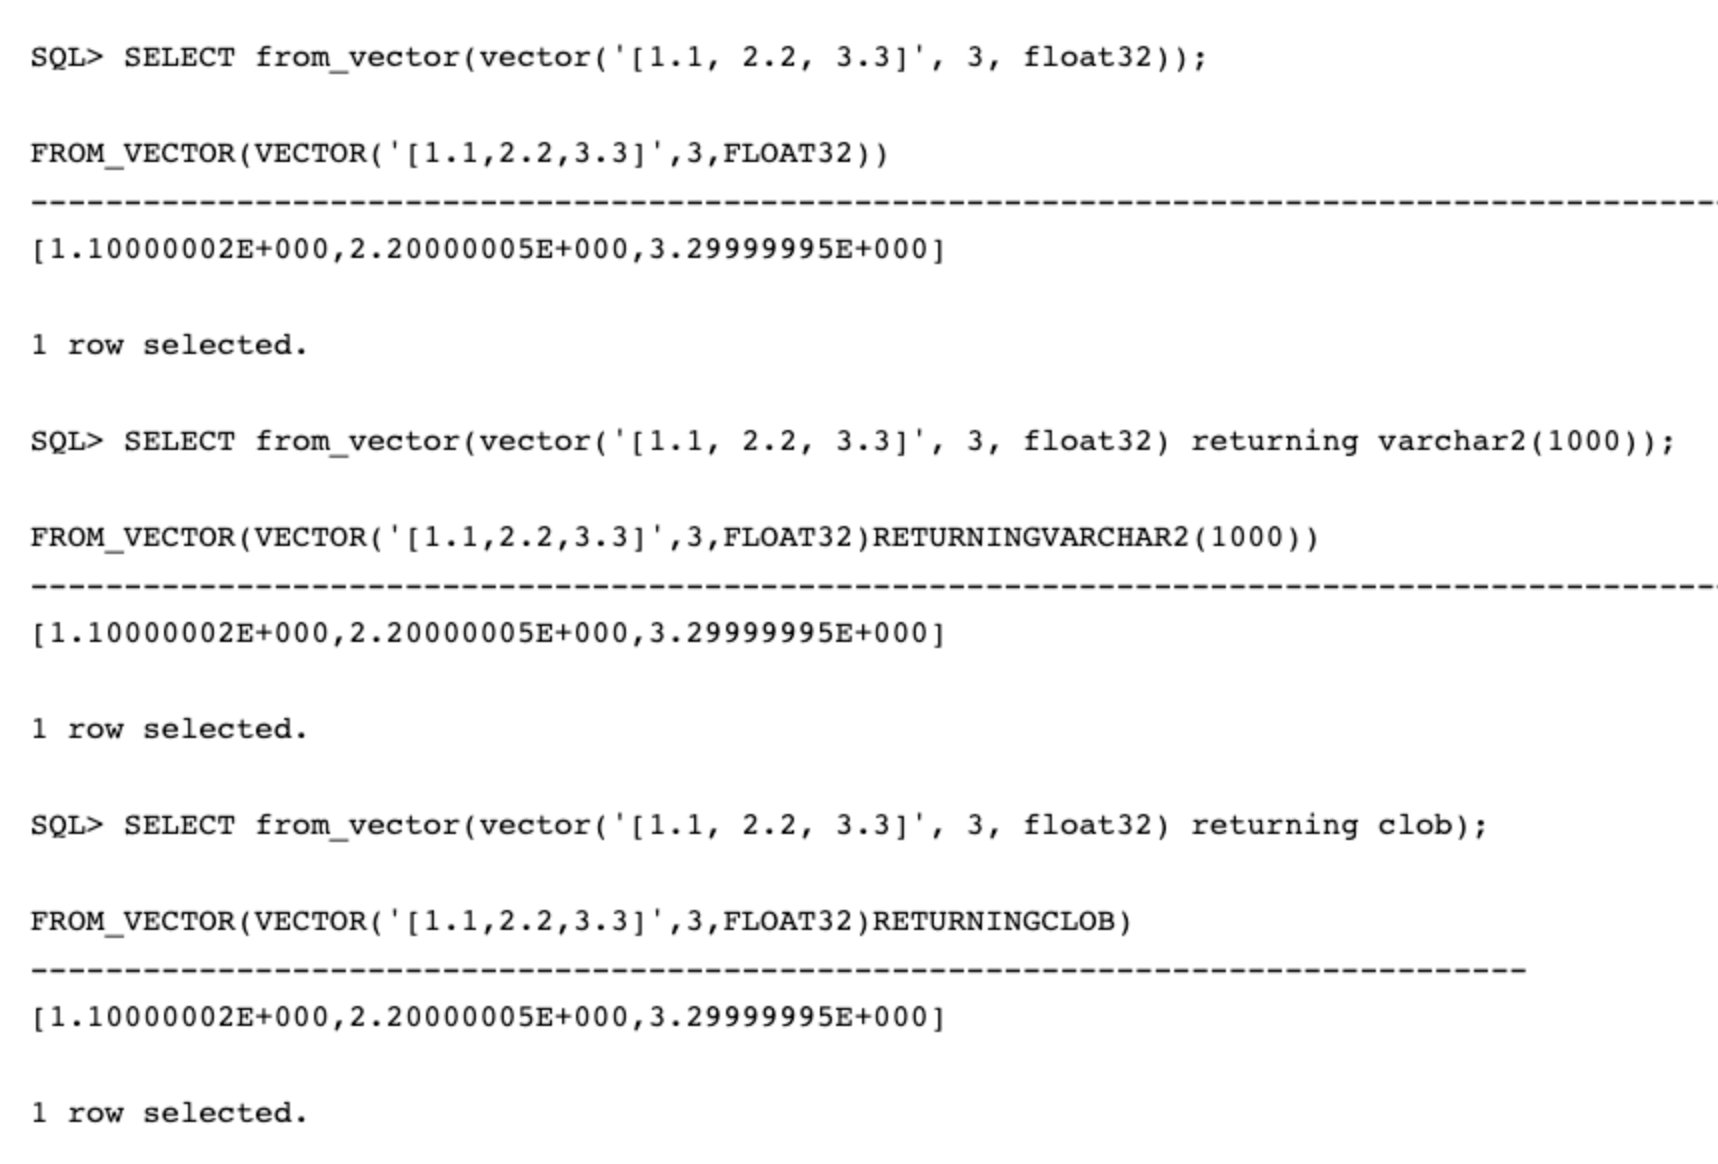 SQL> SELECT from_vector(vector('[1.1, 2.2, 3.3]', 3, float32));
FROM_VECTOR(VECTOR('[1.1,2.2,3.3]',3,FLOAT32))
------------------------------------------------------------------------------------------
[1.10000002E+000,2.20000005E+000,3.29999995E+000]
1 row selected.
SQL> SELECT from_vector(vector('[1.1, 2.2, 3.3]', 3, float32) returning varchar2(1000));
FROM_VECTOR(VECTOR('[1.1,2.2,3.3]',3,FLOAT32)RETURNINGVARCHAR2(1000))
------------------------------------------------------------------------------------------
[1.10000002E+000,2.20000005E+000,3.29999995E+000]
1 row selected.
SQL> SELECT from_vector(vector('[1.1, 2.2, 3.3]', 3, float32) returning clob);
FROM_VECTOR(VECTOR('[1.1,2.2,3.3]',3,FLOAT32)RETURNINGCLOB)
--------------------------------------------------------------------------------
[1.10000002E+000,2.20000005E+000,3.29999995E+000]
1 row selected.